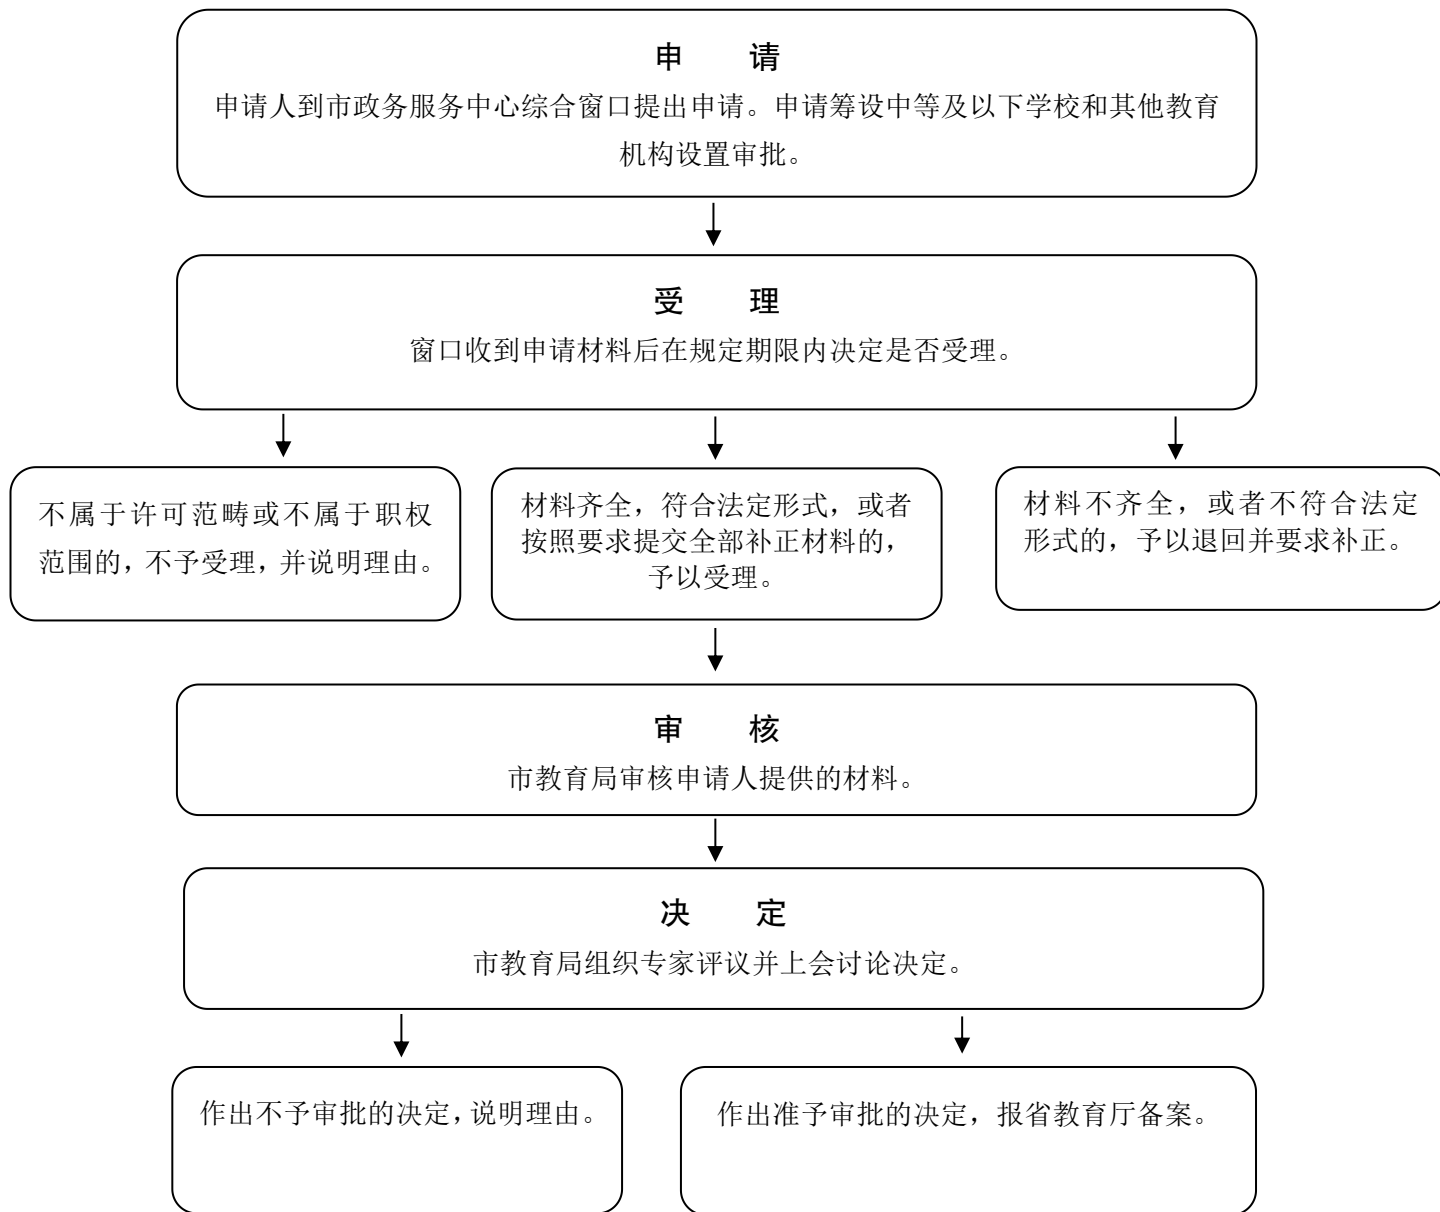 申　　请
申请人到市政务服务中心综合窗口提出申请。申请筹设中等及以下学校和其他教育
机构设置审批。
受　　理
窗口收到申请材料后在规定期限内决定是否受理。
不属于许可范畴或不属于职权
范围的，不予受理，并说明理由。
材料齐全，符合法定形式，或者
按照要求提交全部补正材料的，
予以受理。
材料不齐全，或者不符合法定
形式的，予以退回并要求补正。
审　　核
市教育局审核申请人提供的材料。
决　　定
市教育局组织专家评议并上会讨论决定。
作出不予审批的决定，说明理由。
作出准予审批的决定，报省教育厅备案。